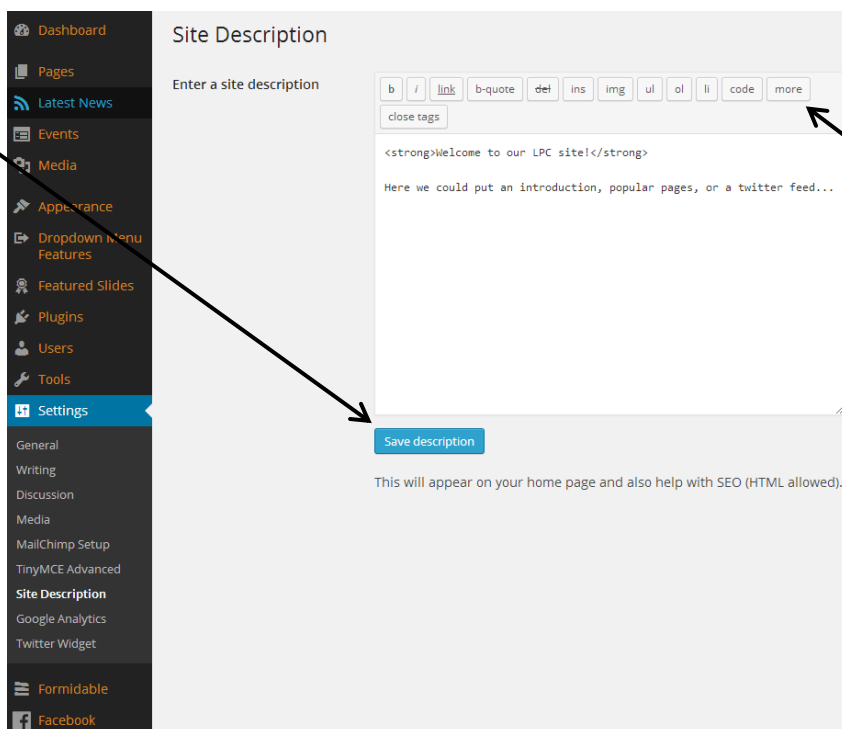 Dashboard
Pages
Latest News
Events
Media
Appearance
Dropdown Menu
Features
Featured Slides
Plugins
Users
Tools
Settings
General
Writing
Discussion
Media
MailChimp Setup
TinyMCE Advanced
Site Description
Google Analytics
Twitter Widget
Formidable
Facebook
Site Description
Enter a site description
b i link b-quote del ins img ul ol li code more
close tags
<strong>Welcome to our LPC site!</strong>
Here we could put an introduction, popular pages, or a twitter feed...
Save description
This will appear on your home page and also help with SEO (HTML allowed).